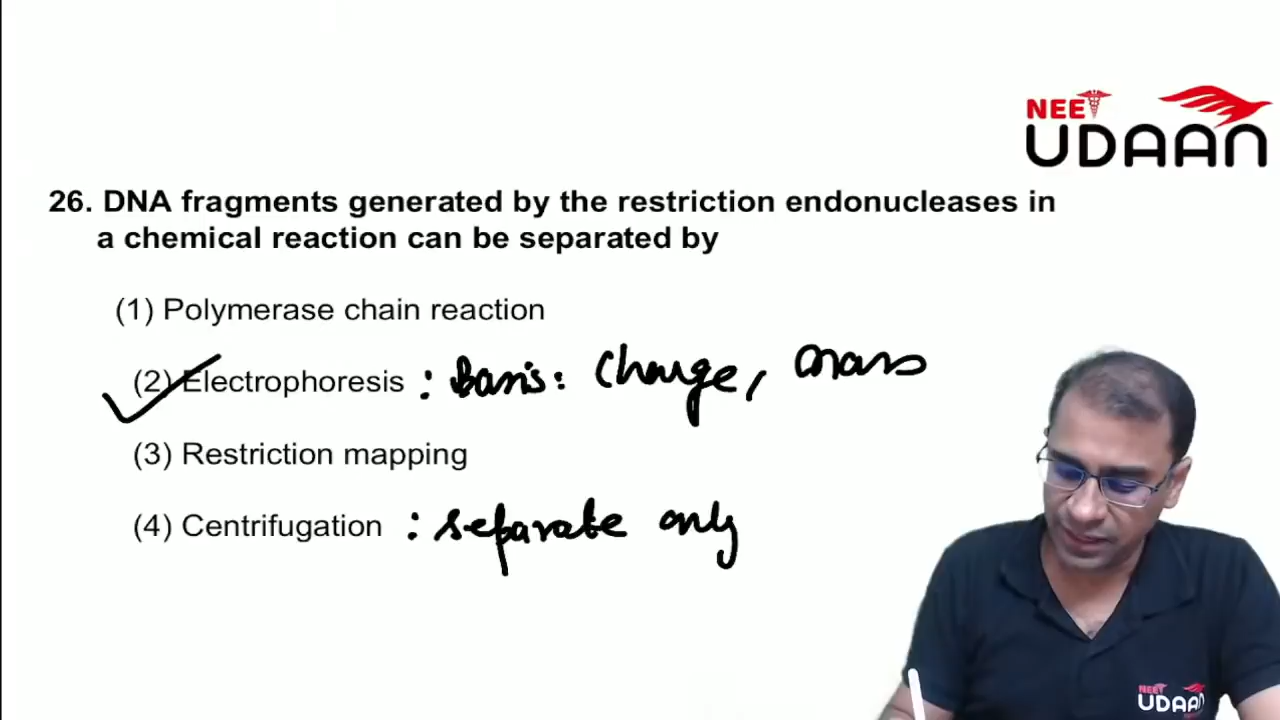 NEET
UDAAN
26. DNA fragments generated by the restriction endonucleases in
a chemical reaction can be separated by
(1) Polymerase chain reaction
(2) Electrophoresis : Basis: Charge, mass
(3) Restriction mapping
(4) Centrifugation : separate only
NEET
UDAAN